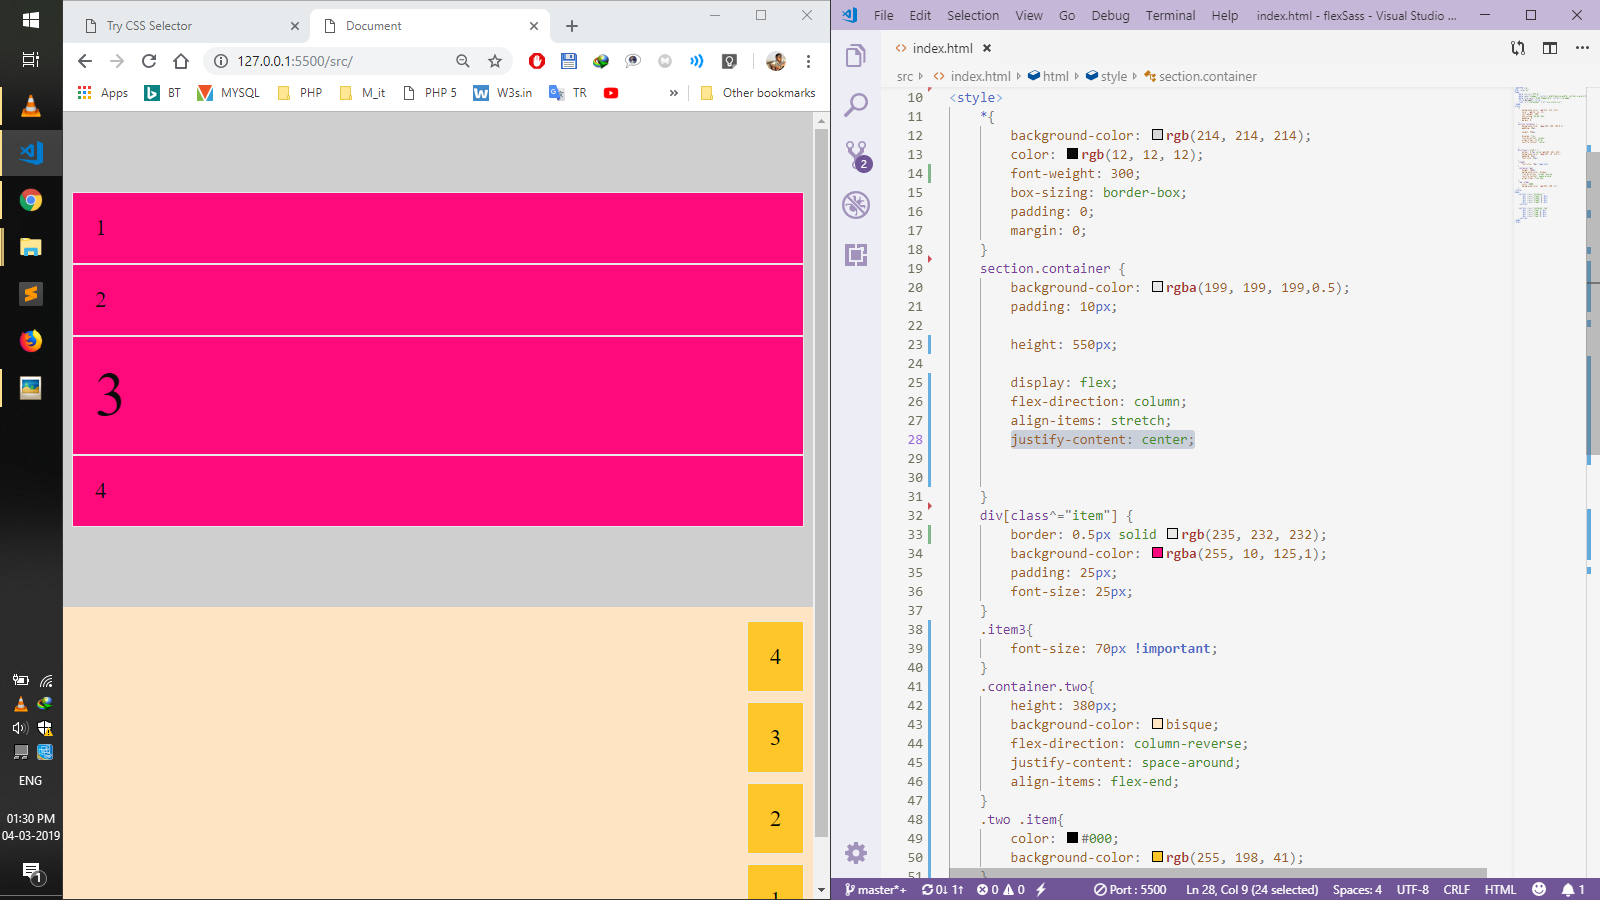 Try CSS Selector
Document
127.0.0.1:5500/src/
Apps
BT
MYSQL
PHP
M_it
PHP 5
W3s.in
TR
»
Other bookmarks
1
2
3
4
4
3
2
1
ENG
01:30 PM
04-03-2019
1
File Edit Selection View Go Debug Terminal Help index.html - flexSass - Visual Studio ...
index.html
src index.html html style section.container
2
10 <style>
11 *{
12 background-color: rgb(214, 214, 214);
13 color: rgb(12, 12, 12);
14 font-weight: 300;
15 box-sizing: border-box;
16 padding: 0;
17 margin: 0;
18 }
19 section.container {
20 background-color: rgba(199, 199, 199,0.5);
21 padding: 10px;
22
23 height: 550px;
24
25 display: flex;
26 flex-direction: column;
27 align-items: stretch;
28 justify-content: center;
29
30
31 }
32 div[class^="item"] {
33 border: 0.5px solid rgb(235, 232, 232);
34 background-color: rgba(255, 10, 125,1);
35 padding: 25px;
36 font-size: 25px;
37 }
38 .item3{
39 font-size: 70px !important;
40 }
41 .container.two{
42 height: 380px;
43 background-color: bisque;
44 flex-direction: column-reverse;
45 justify-content: space-around;
46 align-items: flex-end;
47 }
48 .two .item{
49 color: #000;
50 background-color: rgb(255, 198, 41);
51 }
master*+ 0↓ 1↑ 0 0 Port : 5500 Ln 28, Col 9 (24 selected) Spaces: 4 UTF-8 CRLF HTML 1